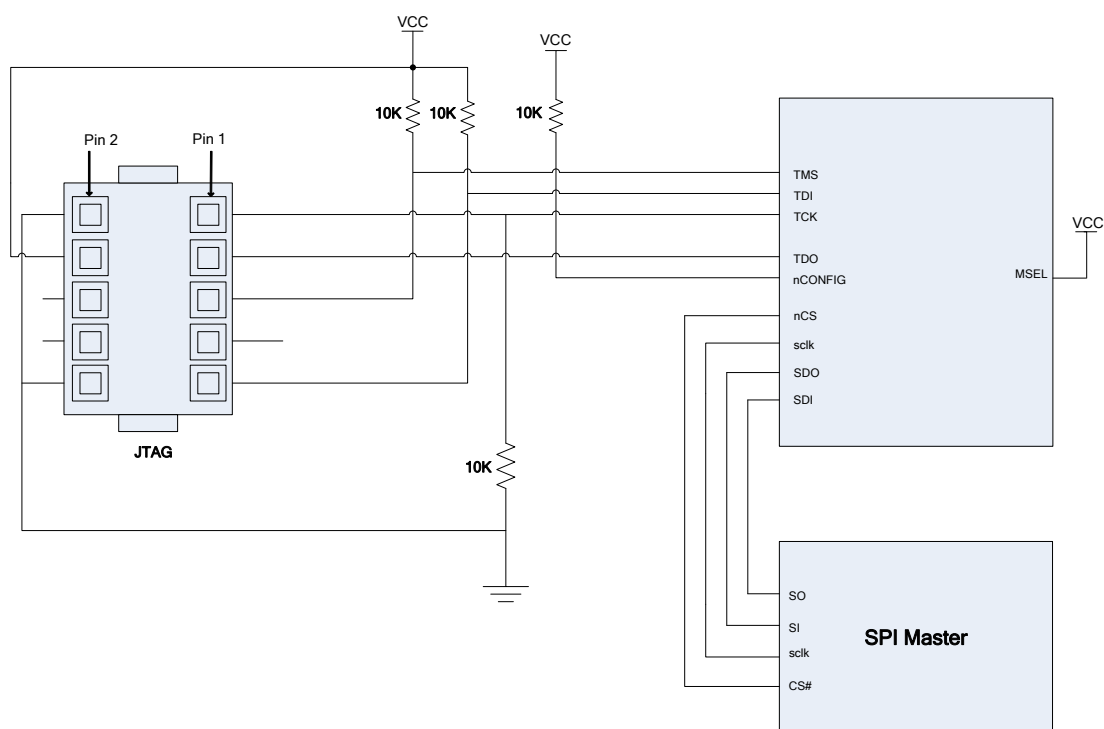 VCC
VCC
10K
10K
10K
Pin 2
Pin 1
TMS
TDI
TCK
TDO
nCONFIG
MSEL
VCC
nCS
sclk
SDO
SDI
JTAG
10K
SO
SI
sclk
CS#
SPI Master